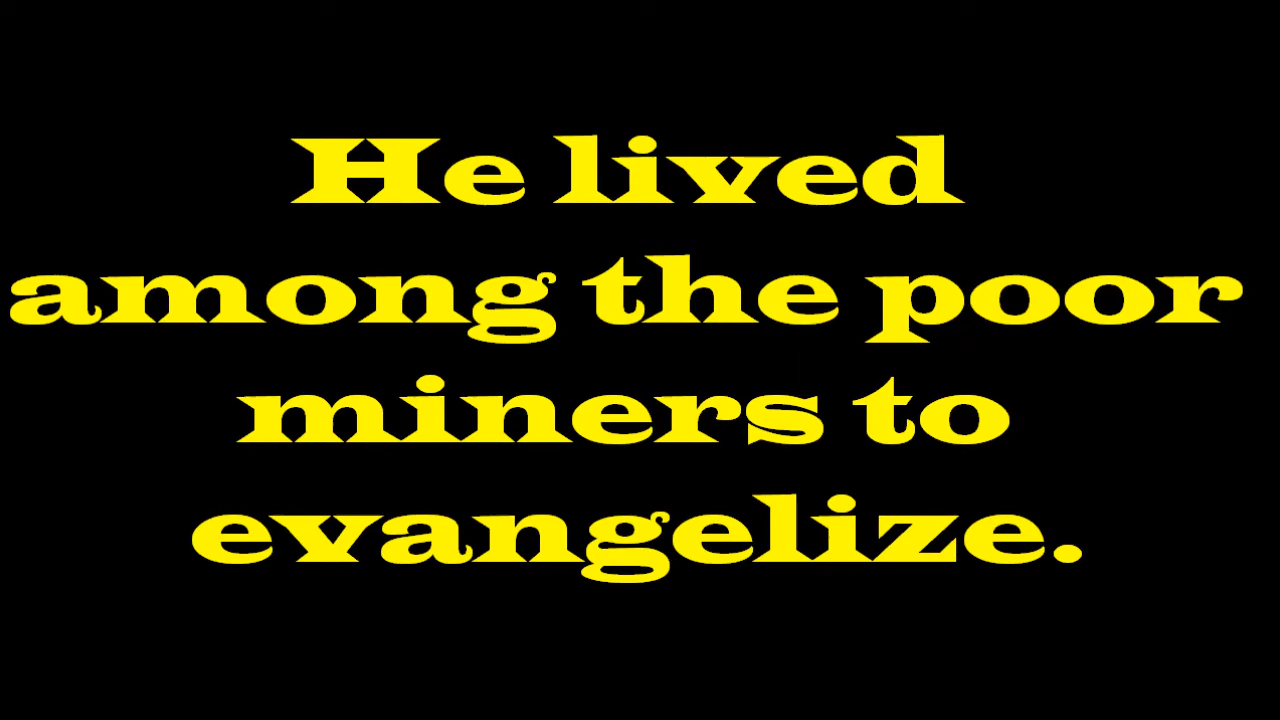 He lived
among the poor
miners to
evangelize.